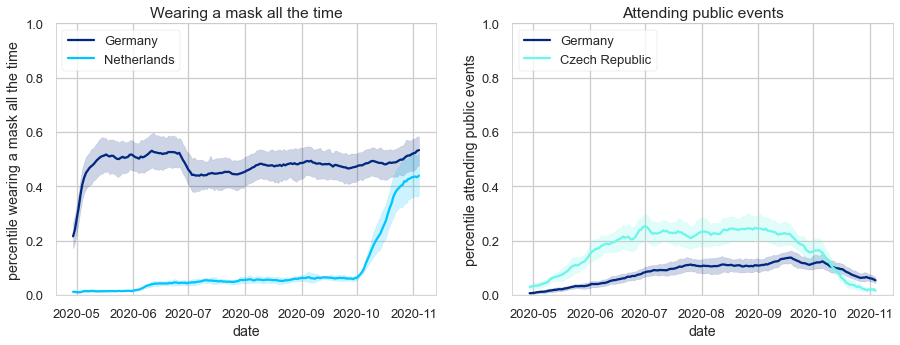 Wearing a mask all the time
percentile wearing a mask all the time
1.0
0.8
0.6
0.4
0.2
0.0
Germany
Netherlands
2020-05 2020-06 2020-07 2020-08 2020-09 2020-10 2020-11
date
Attending public events
percentile attending public events
1.0
0.8
0.6
0.4
0.2
0.0
Germany
Czech Republic
2020-05 2020-06 2020-07 2020-08 2020-09 2020-10 2020-11
date